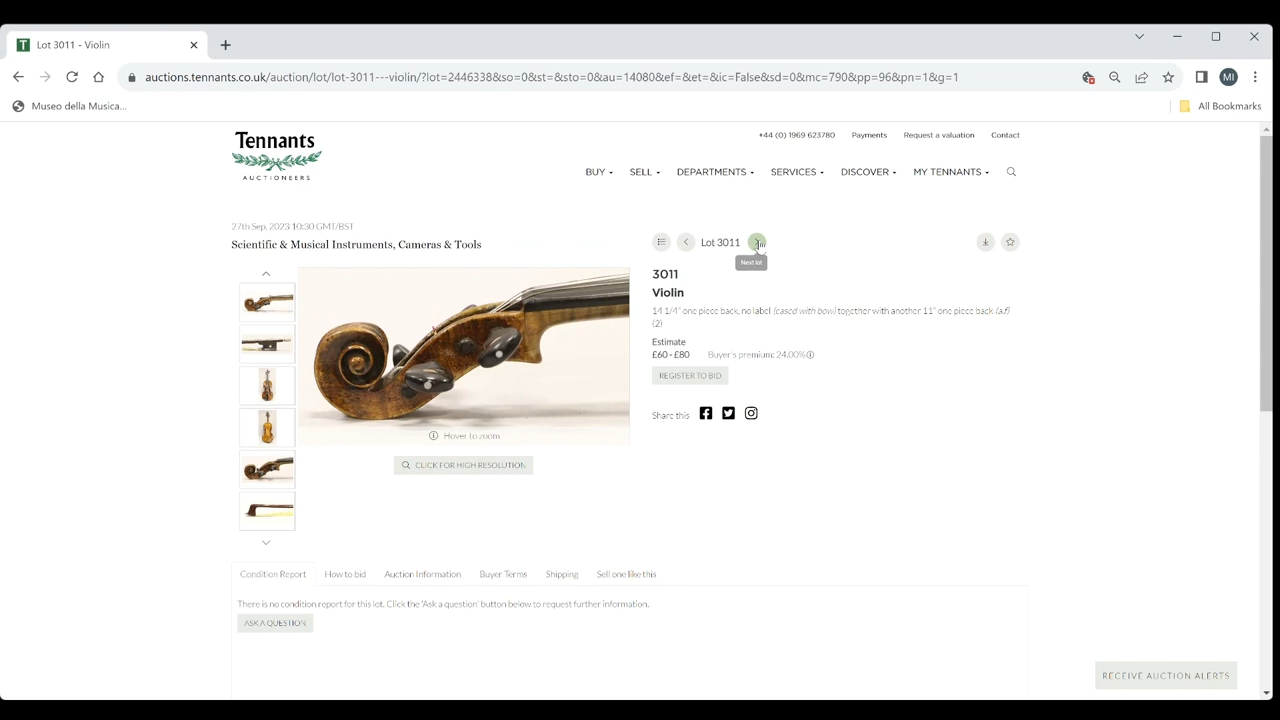 Lot 3011 - Violin
auctions.tennants.co.uk/auction/lot/lot-3011---violin/?lot=2446338&so=0&st=&sto=0&au=14080&ef=&et=&ic=False&sd=0&mc=790&pp=96&pn=1&g=1
MI
Museo della Musica...
All Bookmarks
Tennants
AUCTIONEERS
+44 (0) 1969 623780 Payments Request a valuation Contact
BUY SELL DEPARTMENTS SERVICES DISCOVER MY TENNANTS
27th Sep, 2023 10:30 GMT/BST
Scientific & Musical Instruments, Cameras & Tools
Lot 3011
Next lot
3011
Violin
14 1/4" one piece back, no label (cased with bow) together with another 11" one piece back (a.f)
(2)
Estimate
£60 - £80 Buyer's premium: 24.00%
REGISTER TO BID
Share this
Hover to zoom
CLICK FOR HIGH RESOLUTION
Condition Report How to bid Auction Information Buyer Terms Shipping Sell one like this
There is no condition report for this lot. Click the 'Ask a question' button below to request further information.
ASK A QUESTION
RECEIVE AUCTION ALERTS